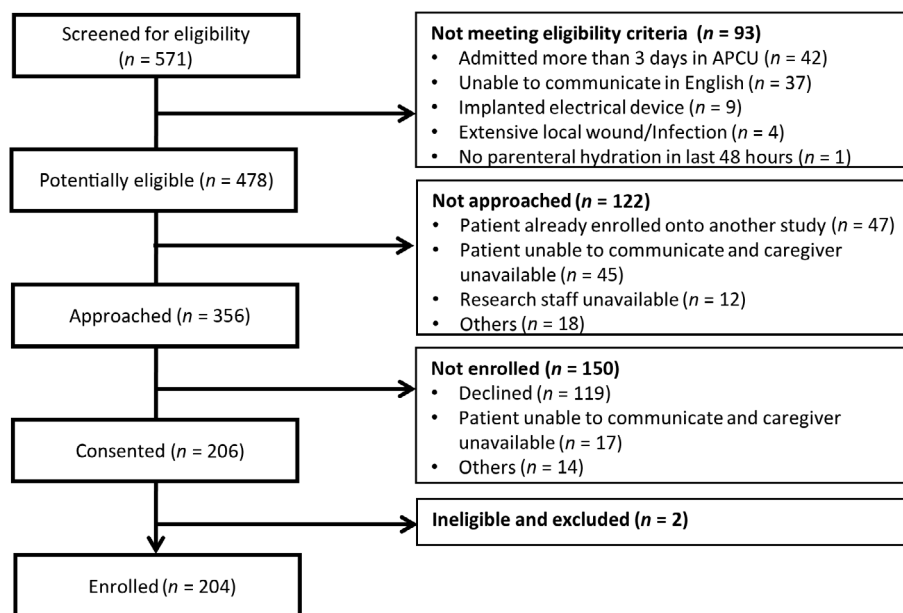 Screened for eligibility
(n = 571)
Not meeting eligibility criteria (n = 93)
• Admitted more than 3 days in APCU (n = 42)
• Unable to communicate in English (n = 37)
• Implanted electrical device (n = 9)
• Extensive local wound/Infection (n = 4)
• No parenteral hydration in last 48 hours (n = 1)
Potentially eligible (n = 478)
Not approached (n = 122)
• Patient already enrolled onto another study (n = 47)
• Patient unable to communicate and caregiver
unavailable (n = 45)
• Research staff unavailable (n = 12)
• Others (n = 18)
Approached (n = 356)
Not enrolled (n = 150)
• Declined (n = 119)
• Patient unable to communicate and caregiver
unavailable (n = 17)
• Others (n = 14)
Consented (n = 206)
Ineligible and excluded (n = 2)
Enrolled (n = 204)